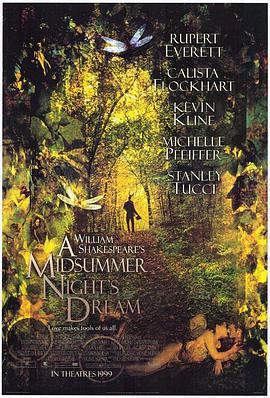 RUPERT
EVERETT
CALISTA
FLOCKHART
KEVIN
KLINE
MICHELLE
PFEIFFER
STANLEY
TUCCI
WILLIAM
SHAKESPEARE'S
A MIDSUMMER
NIGHT'S
DREAM
Love makes fools of us all.
IN THEATRES 1999